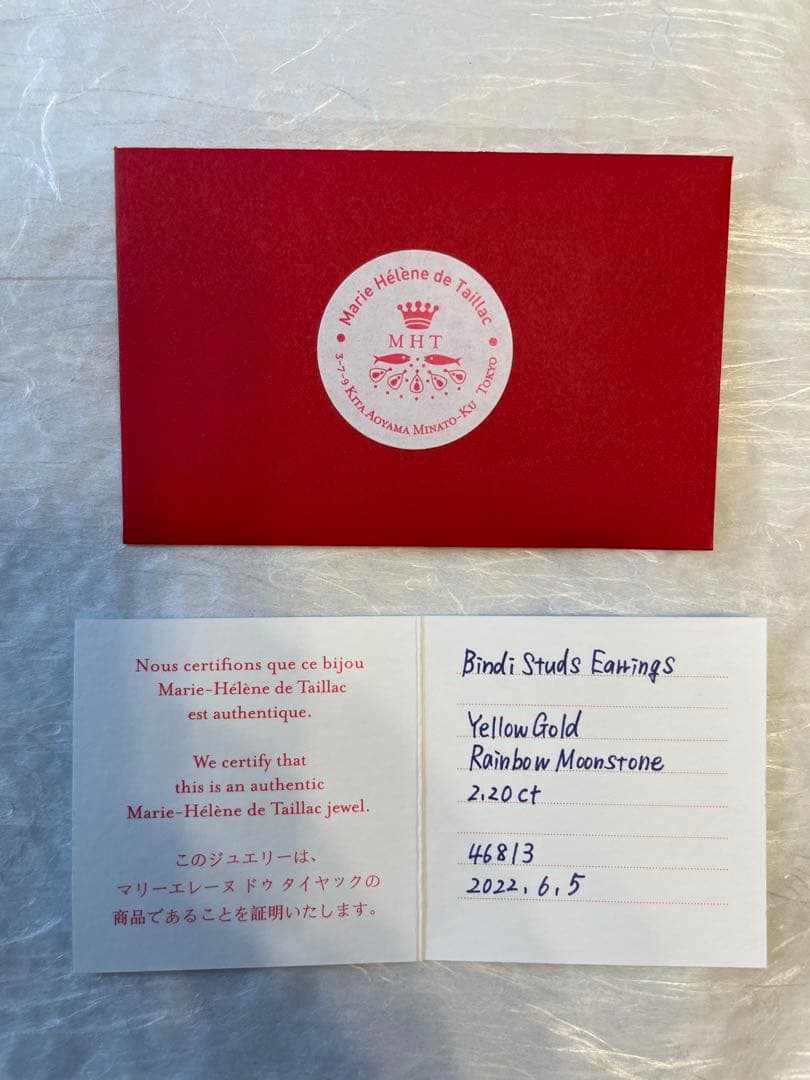 Marie Hélène de Taillac
MHT
3-7-9 KITA AOYAMA MINATO-KU TOKYO
Nous certifions que ce bijou
Marie-Hélène de Taillac
est authentique.
We certify that
this is an authentic
Marie-Hélène de Taillac jewel.
このジュエリーは、
マリーエレーヌ ドゥ タイヤックの
商品であることを証明いたします。
Bindi Studs Earrings
Yellow Gold
Rainbow Moonstone
2.20 ct
46813
2022.6.5